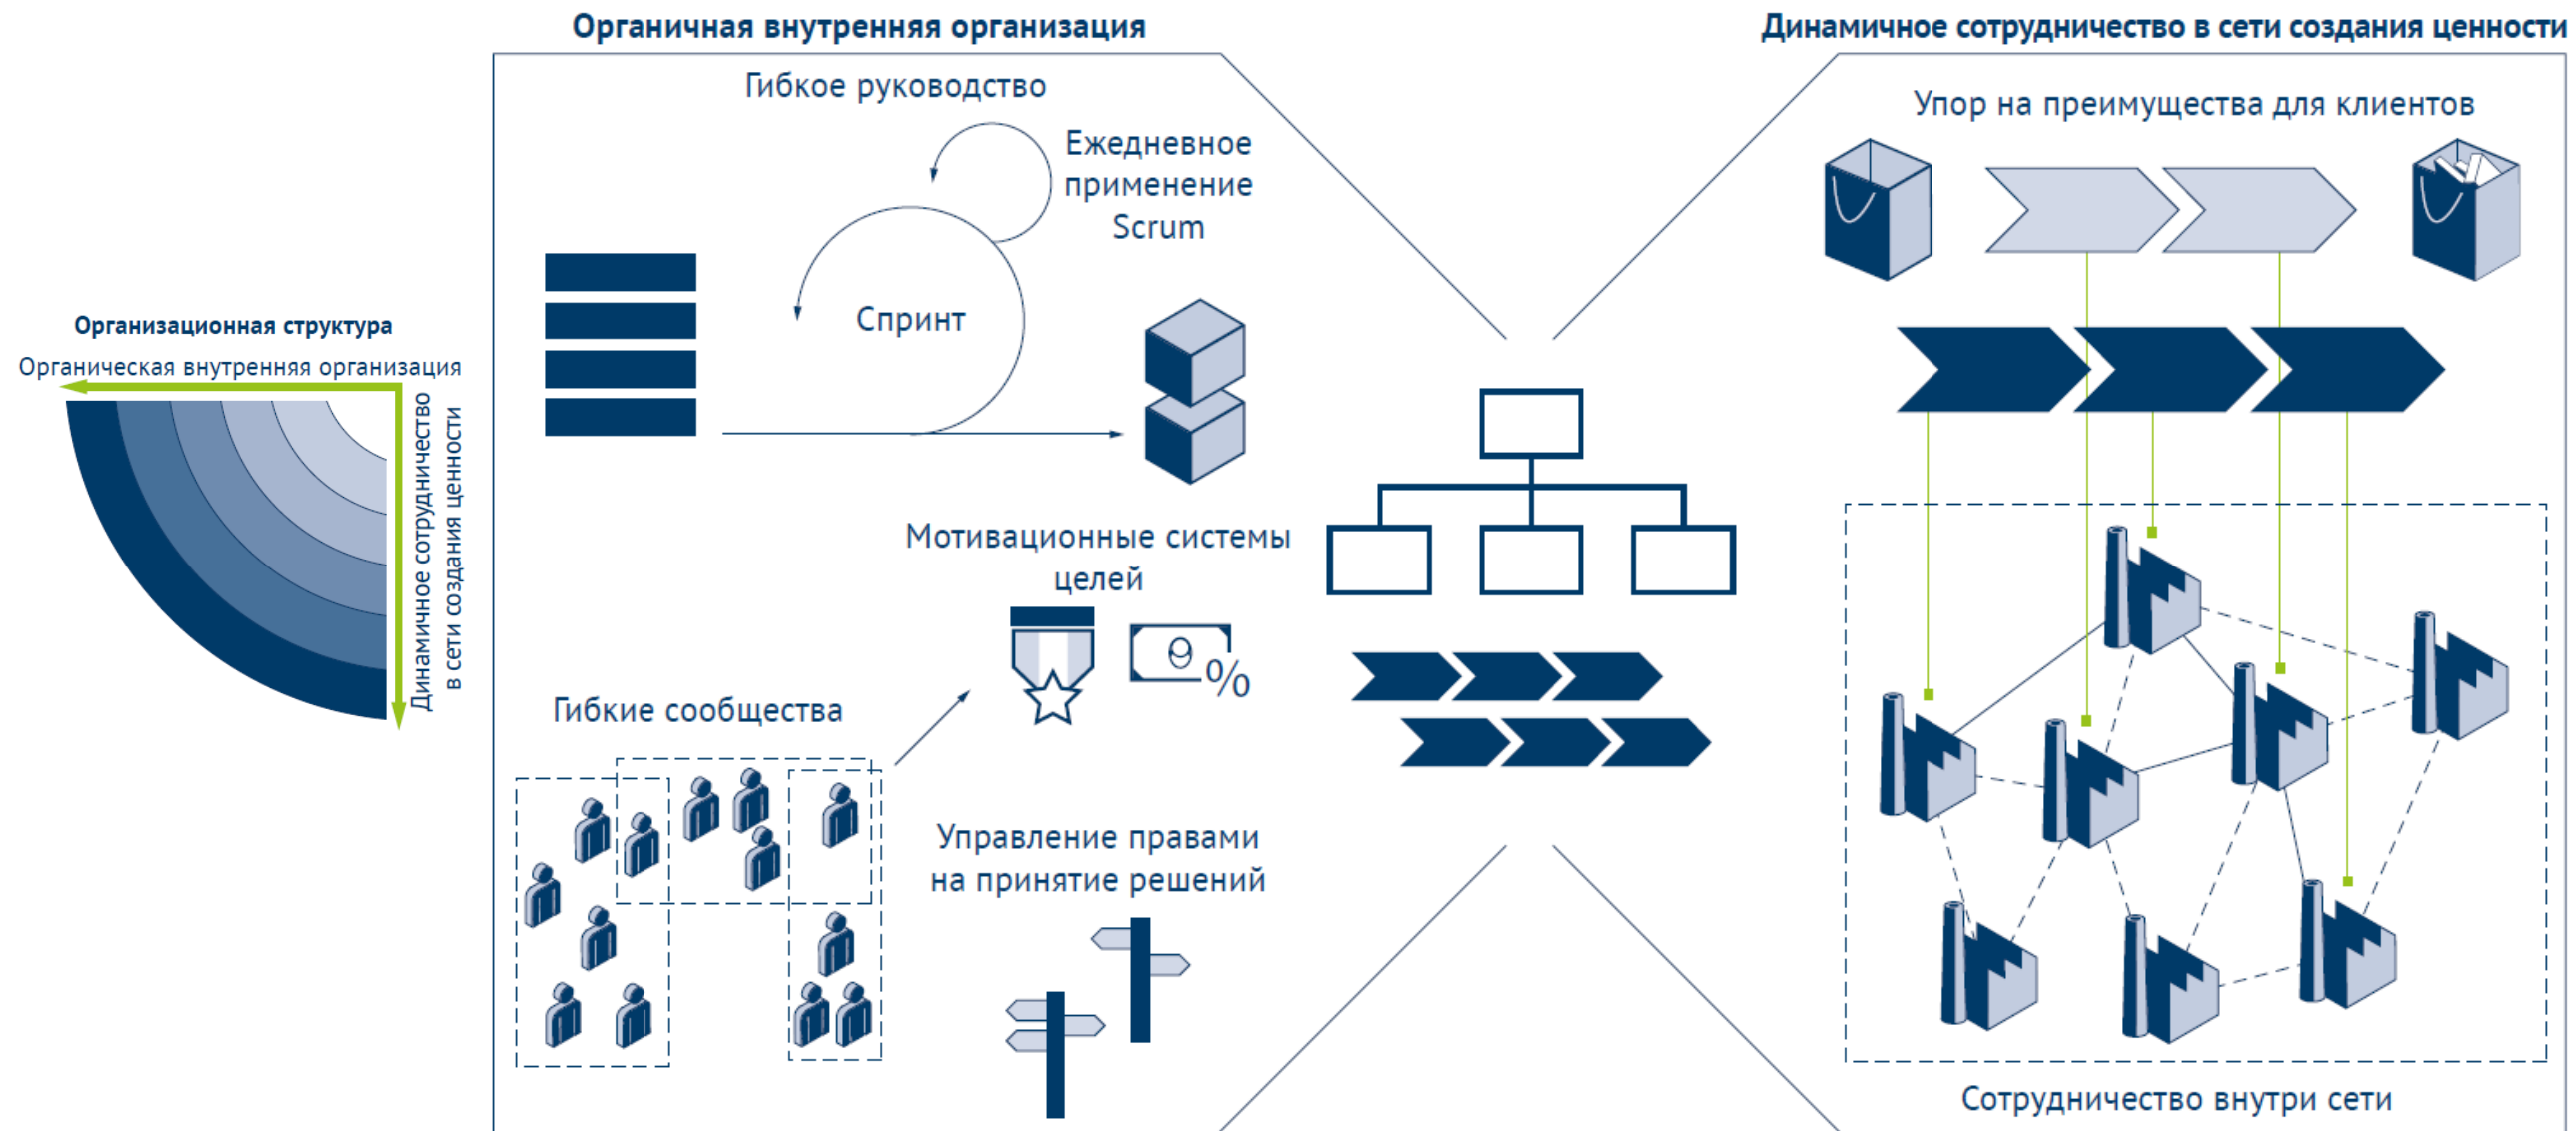 Органичная внутренняя организация
Динамичное сотрудничество в сети создания ценности
Гибкое руководство
Ежедневное
применение
Scrum
Спринт
Мотивационные системы
целей
%
Гибкие сообщества
Управление правами
на принятие решений
Организационная структура
Органическая внутренняя организация
Динамичное сотрудничество
в сети создания ценности
Упор на преимущества для клиентов
Сотрудничество внутри сети